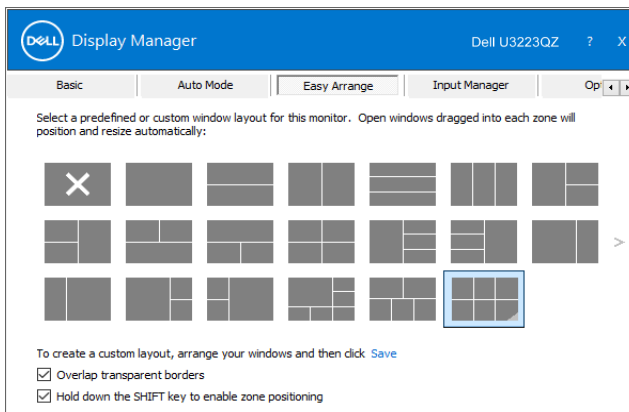 DELL Display Manager Dell U3223QZ ? X
Basic Auto Mode Easy Arrange Input Manager
Select a predefined or custom window layout for this monitor. Open windows dragged into each zone will
position and resize automatically:
To create a custom layout, arrange your windows and then click Save
Overlap transparent borders
Hold down the SHIFT key to enable zone positioning